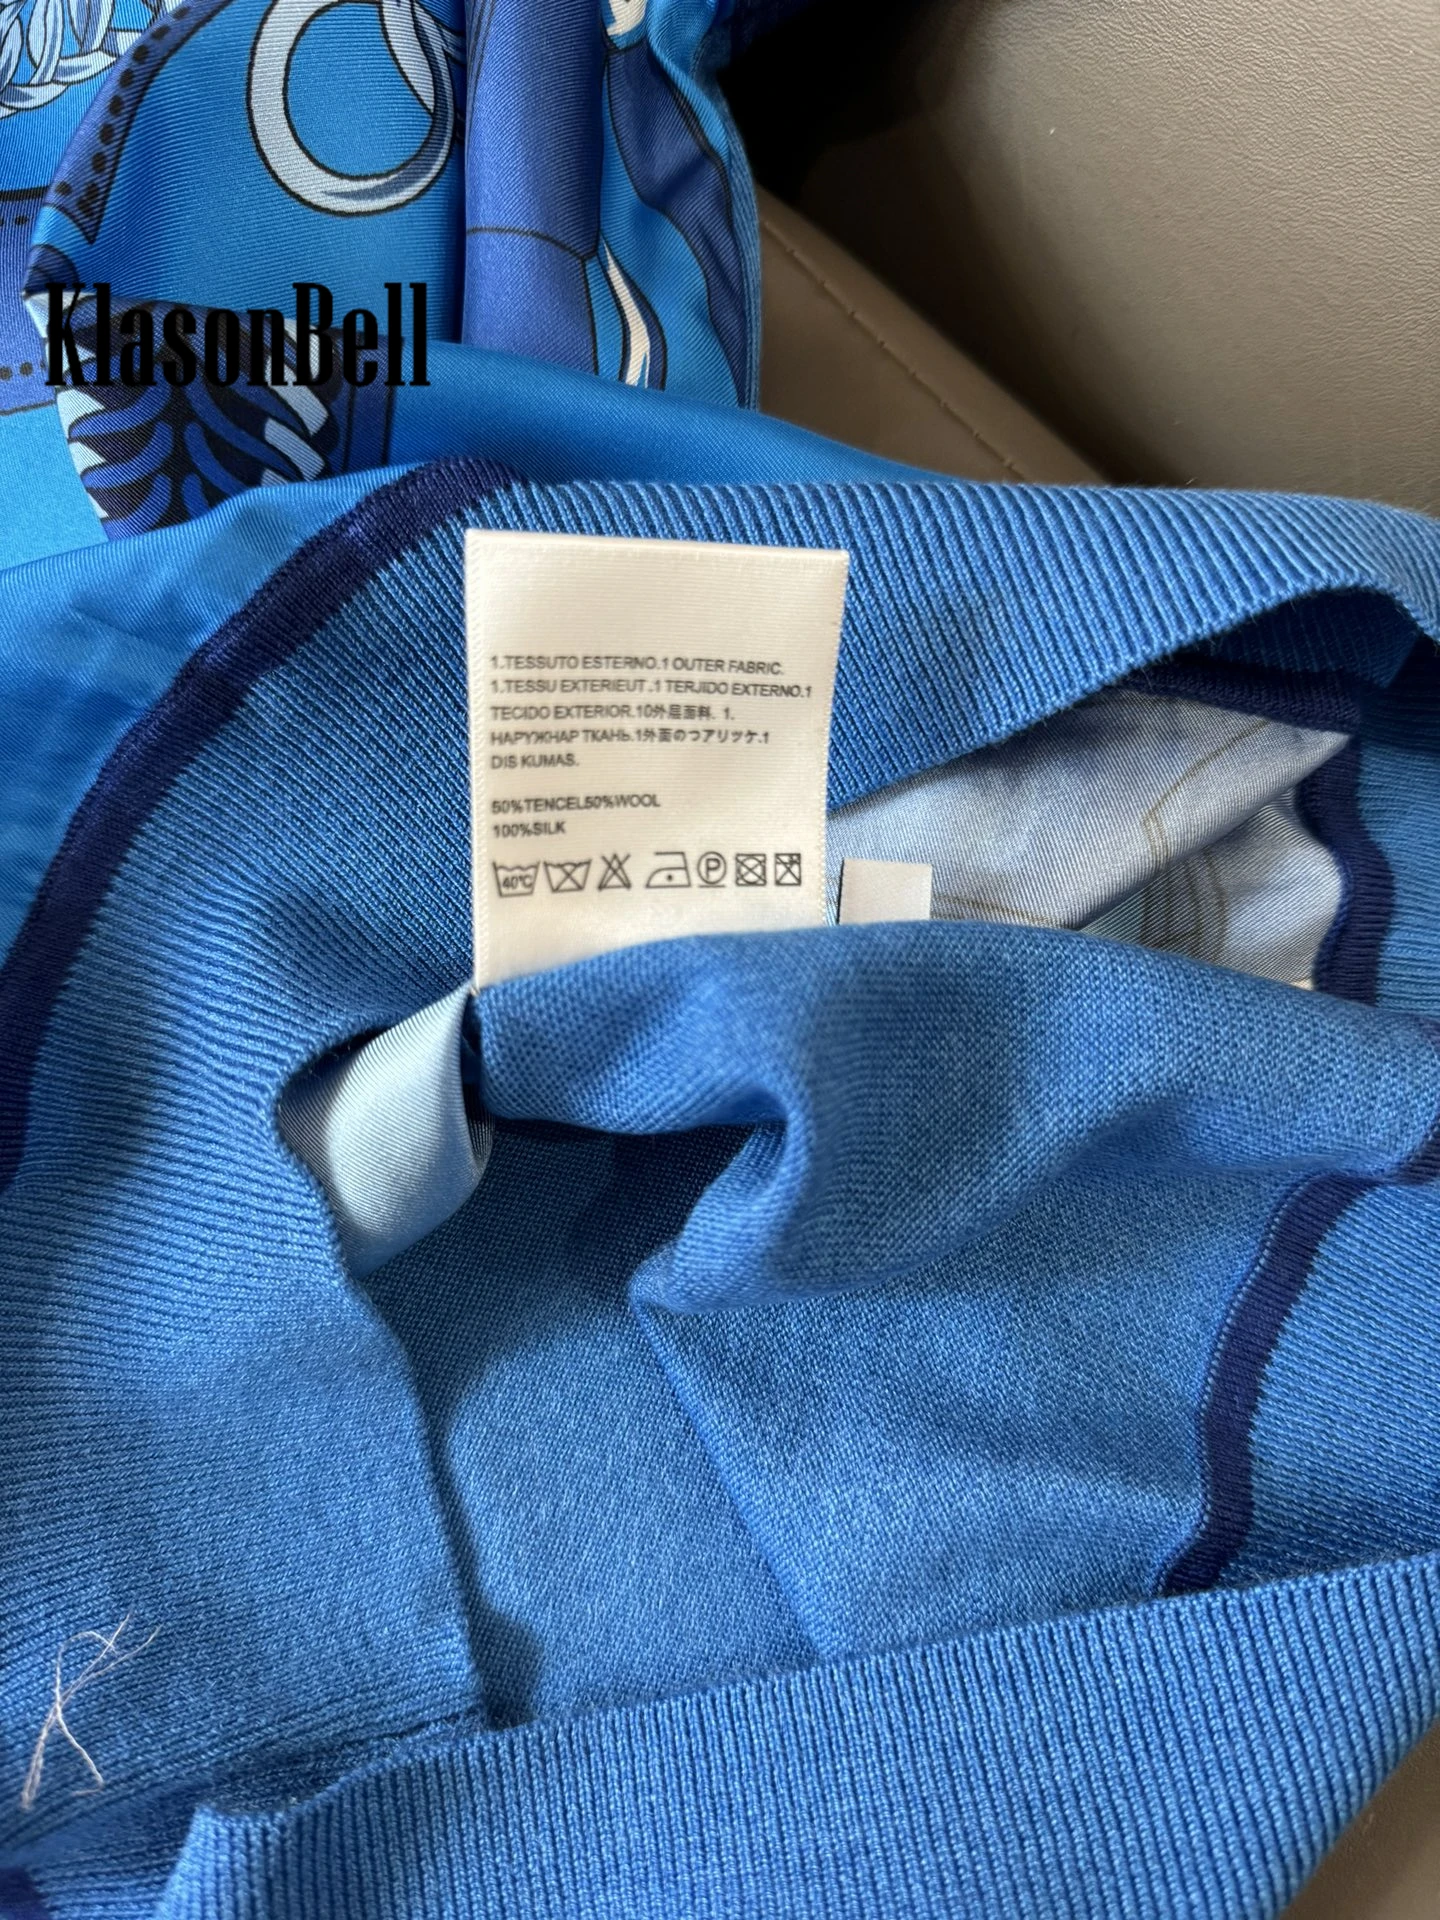 KlasonBell
1.TESSUTO ESTERNO.1 OUTER FABRIC.
1.TESSU EXTERIEUT.1 TERJIDO EXTERNO.1
TECIDO EXTERIOR.10外层面料. 1.
НАРУЖНАР ТКАНЬ.1外面のつアリッケ.1
DIS KUMAS.
50%TENCEL50%WOOL
100%SILK
40℃ P